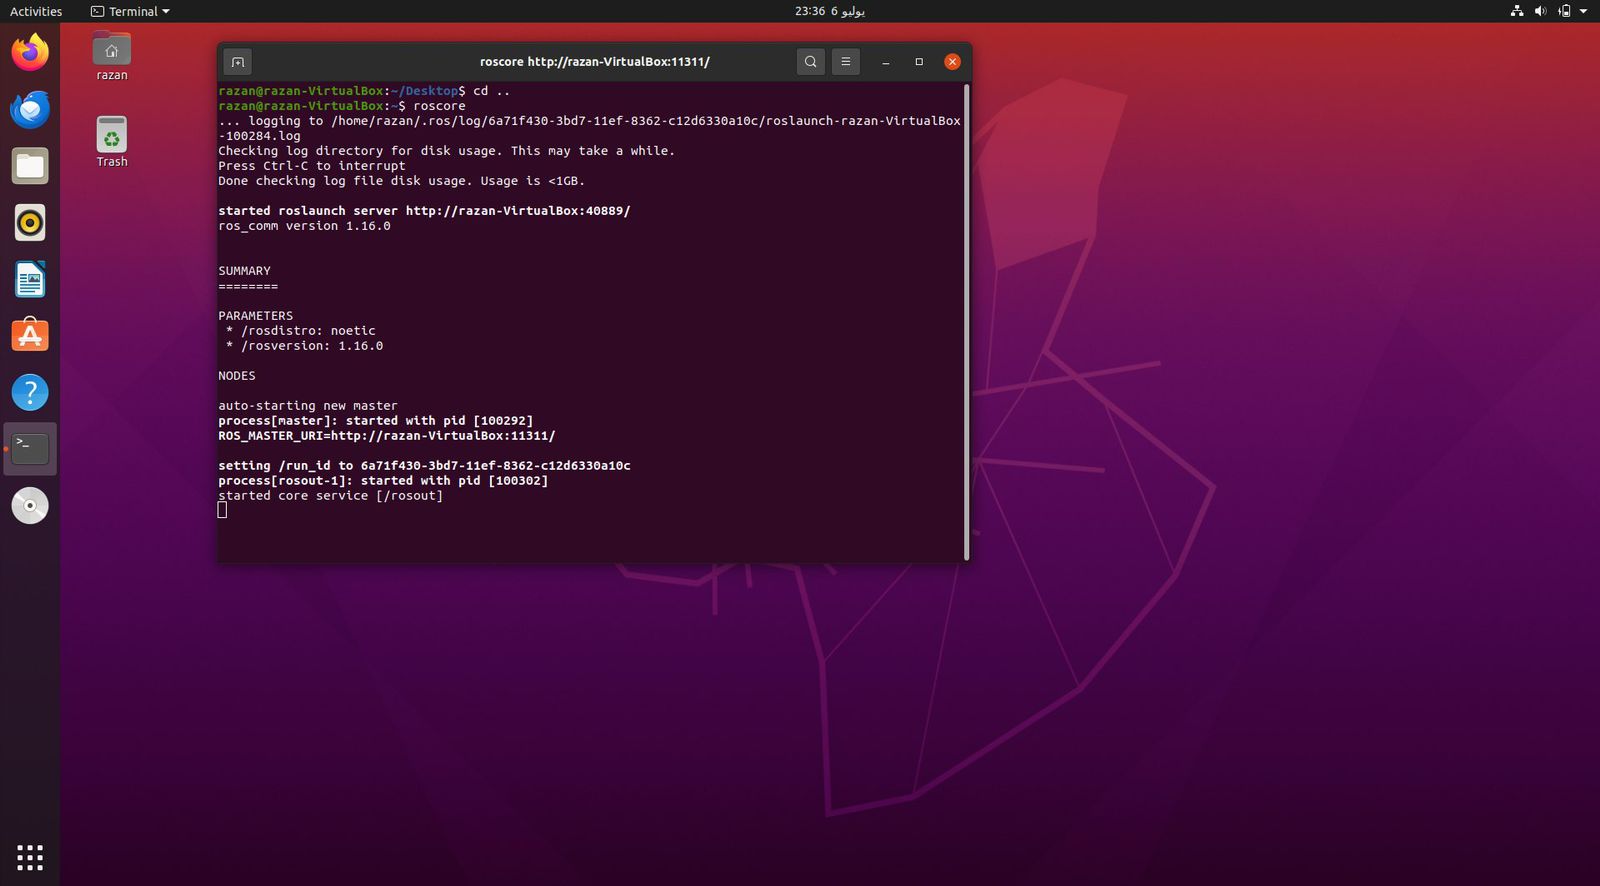 Activities
Terminal
23:36 6 يوليو
razan
Trash
roscore http://razan-VirtualBox:11311/
razan@razan-VirtualBox:~/Desktop$ cd ..
razan@razan-VirtualBox:~$ roscore
... logging to /home/razan/.ros/log/6a71f430-3bd7-11ef-8362-c12d6330a10c/roslaunch-razan-VirtualBox
-100284.log
Checking log directory for disk usage. This may take a while.
Press Ctrl-C to interrupt
Done checking log file disk usage. Usage is <1GB.
started roslaunch server http://razan-VirtualBox:40889/
ros_comm version 1.16.0
SUMMARY
========
PARAMETERS
* /rosdistro: noetic
* /rosversion: 1.16.0
NODES
auto-starting new master
process[master]: started with pid [100292]
ROS_MASTER_URI=http://razan-VirtualBox:11311/
setting /run_id to 6a71f430-3bd7-11ef-8362-c12d6330a10c
process[rosout-1]: started with pid [100302]
started core service [/rosout]